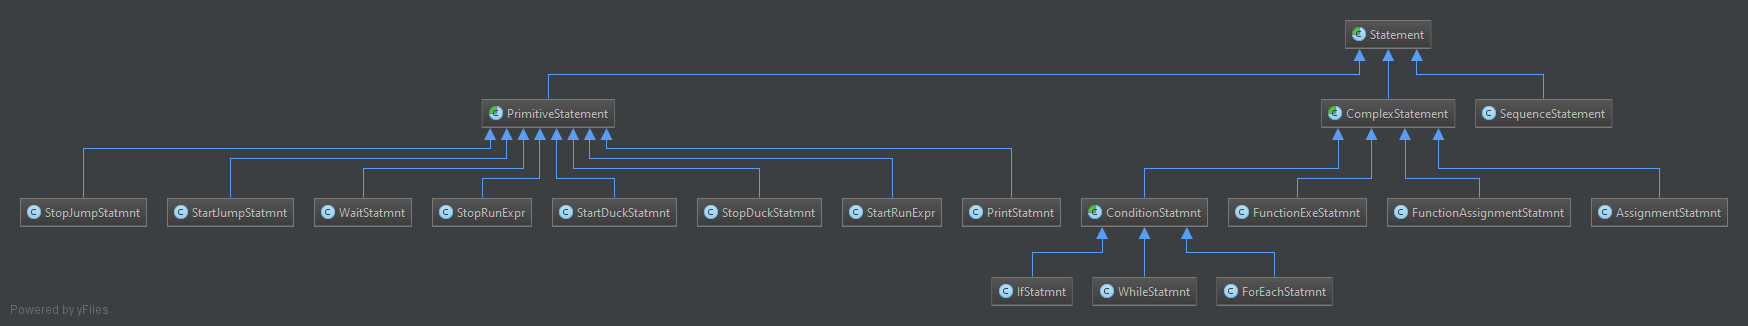 Statement
PrimitiveStatement
ComplexStatement
SequenceStatement
StopJumpStatmnt
StartJumpStatmnt
WaitStatmnt
StopRunExpr
StartDuckStatmnt
StopDuckStatmnt
StartRunExpr
PrintStatmnt
ConditionStatmnt
FunctionExeStatmnt
FunctionAssignmentStatmnt
AssignmentStatmnt
IfStatmnt
WhileStatmnt
ForEachStatmnt
Powered by yFiles